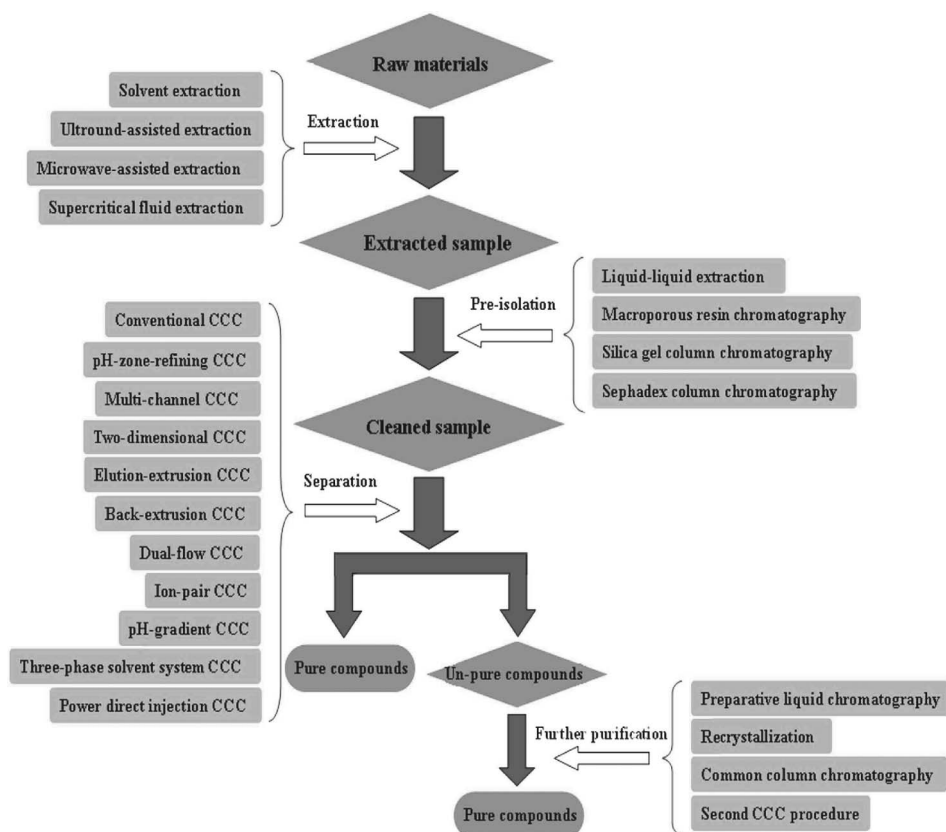 Raw materials
Solvent extraction
Ultround-assisted extraction
Microwave-assisted extraction
Supercritical fluid extraction
Extraction
Extracted sample
Pre-isolation
Liquid-liquid extraction
Macroporous resin chromatography
Silica gel column chromatography
Sephadex column chromatography
Cleaned sample
Conventional CCC
pH-zone-refining CCC
Multi-channel CCC
Two-dimensional CCC
Elution-extrusion CCC
Back-extrusion CCC
Dual-flow CCC
Ion-pair CCC
pH-gradient CCC
Three-phase solvent system CCC
Power direct injection CCC
Separation
Pure compounds
Un-pure compounds
Further purification
Preparative liquid chromatography
Recrystallization
Common column chromatography
Second CCC procedure
Pure compounds